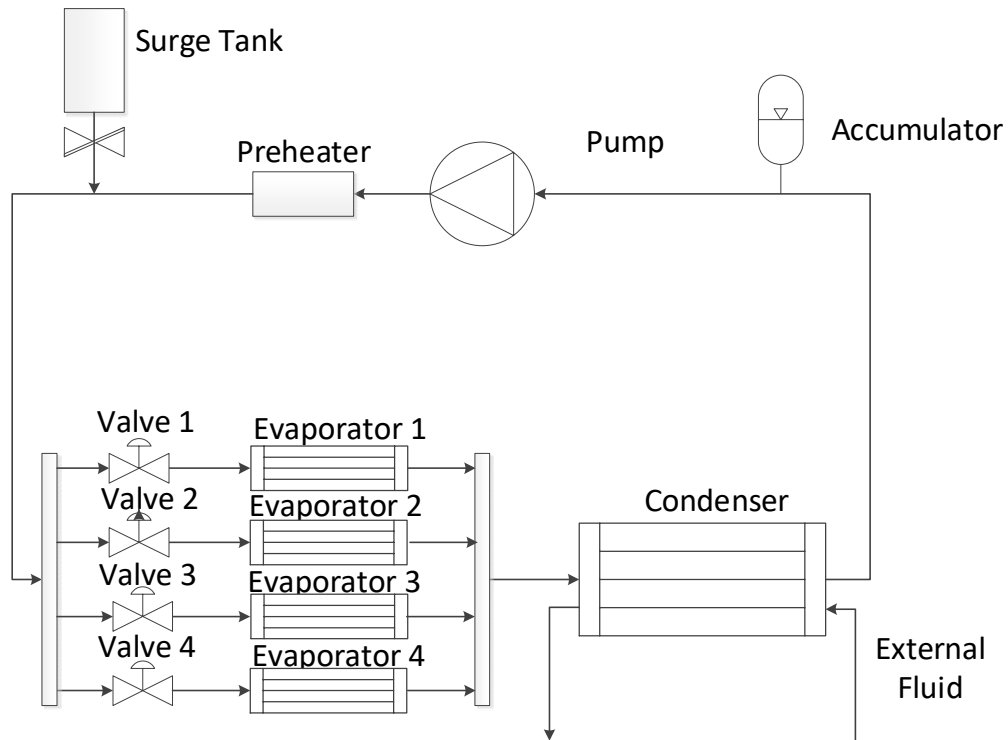 Surge Tank
Accumulator
Pump
Preheater
Valve 1
Evaporator 1
Valve 2
Evaporator 2
Condenser
Valve 3
Evaporator 3
Valve 4
Evaporator 4
External
Fluid